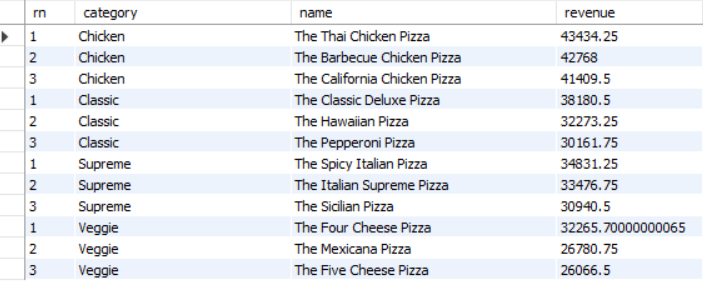 rn category name revenue
1 Chicken The Thai Chicken Pizza 43434.25
2 Chicken The Barbecue Chicken Pizza 42768
3 Chicken The California Chicken Pizza 41409.5
1 Classic The Classic Deluxe Pizza 38180.5
2 Classic The Hawaiian Pizza 32273.25
3 Classic The Pepperoni Pizza 30161.75
1 Supreme The Spicy Italian Pizza 34831.25
2 Supreme The Italian Supreme Pizza 33476.75
3 Supreme The Sicilian Pizza 30940.5
1 Veggie The Four Cheese Pizza 32265.70000000065
2 Veggie The Mexicana Pizza 26780.75
3 Veggie The Five Cheese Pizza 26066.5